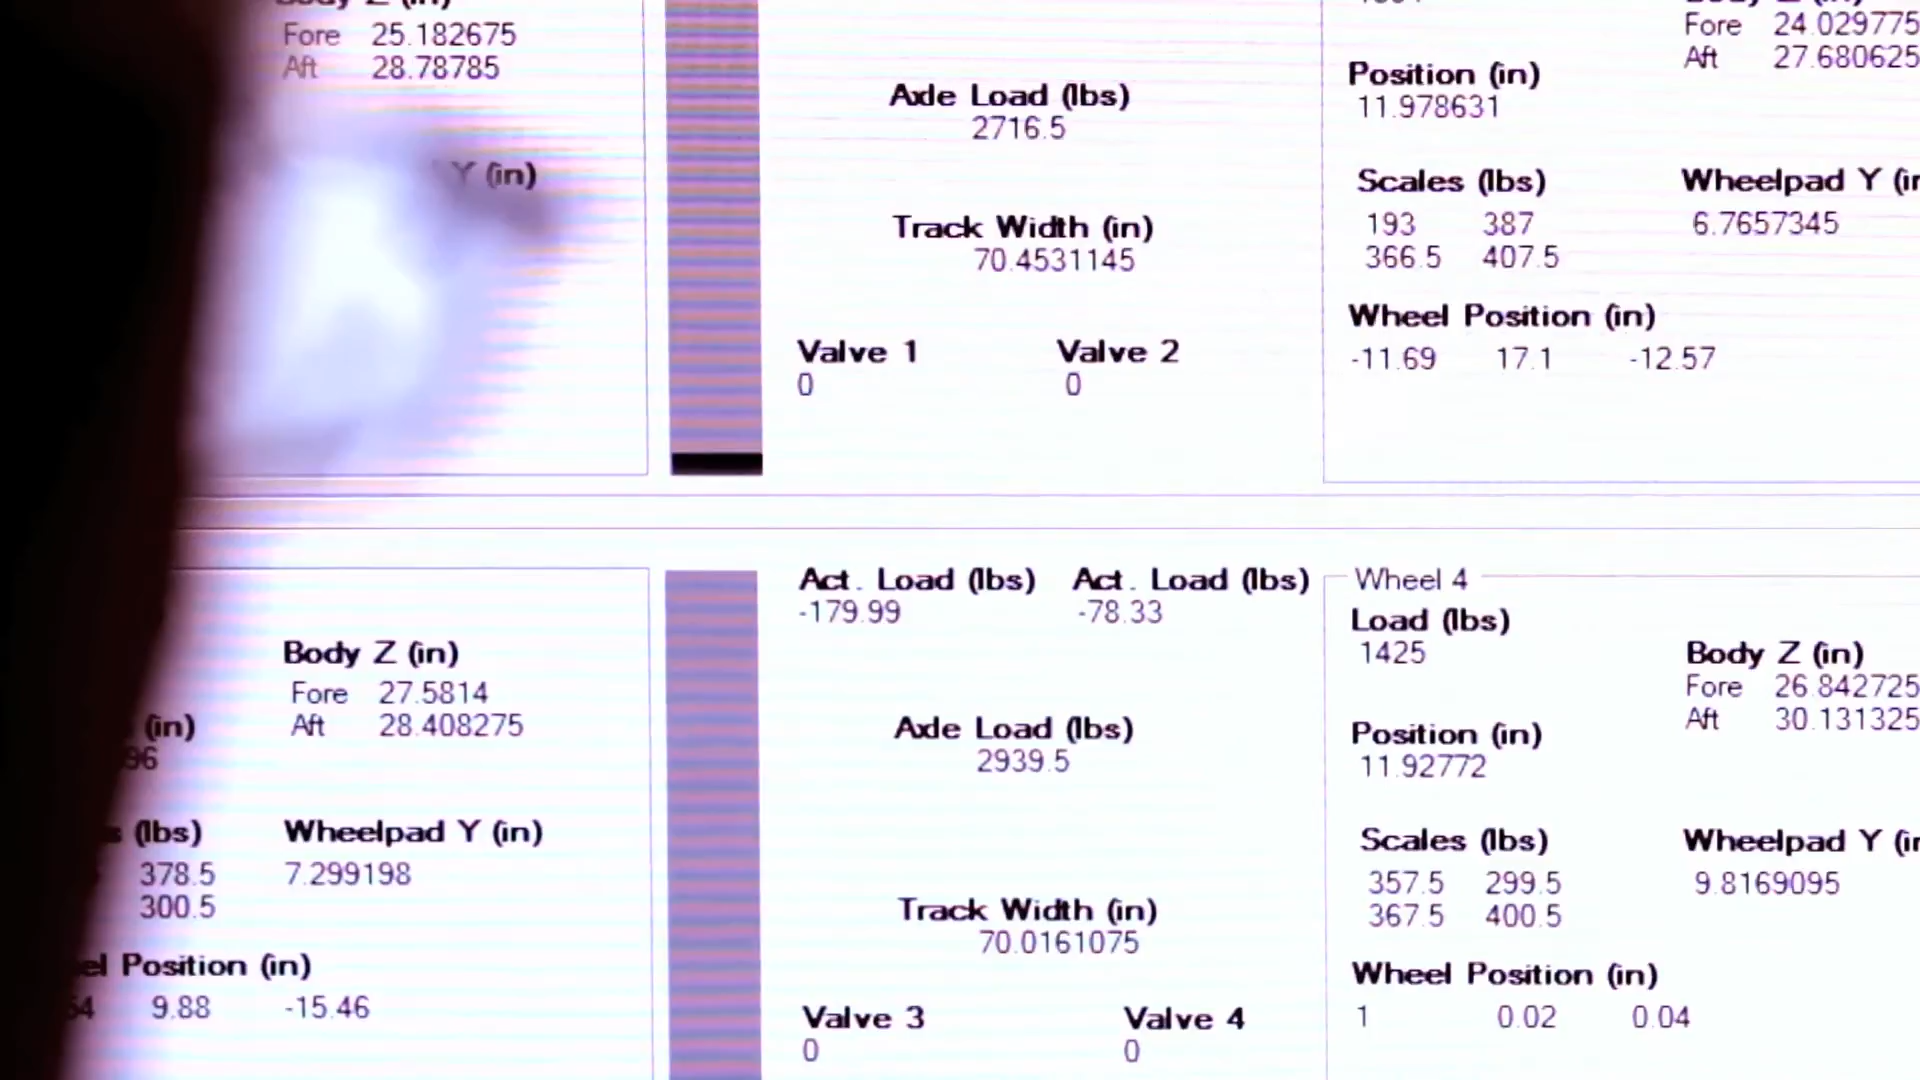 Fore 25.182675
Aft 28.78785
Y (in)
Axle Load (lbs)
2716.5
Track Width (in)
70.4531145
Valve 1 Valve 2
0 0
Fore 24.029775
Aft 27.680625
Position (in)
11.978631
Scales (lbs) Wheelpad Y (in
193 387 6.7657345
366.5 407.5
Wheel Position (in)
-11.69 17.1 -12.57
Body Z (in)
Fore 27.5814
Aft 28.408275
(in)
96
(lbs) Wheelpad Y (in)
378.5 7.299198
300.5
el Position (in)
54 9.88 -15.46
Act. Load (lbs) Act. Load (lbs)
-179.99 -78.33
Axle Load (lbs)
2939.5
Track Width (in)
70.0161075
Valve 3 Valve 4
0 0
Wheel 4
Load (lbs)
1425
Body Z (in)
Fore 26.842725
Aft 30.131325
Position (in)
11.92772
Scales (lbs) Wheelpad Y (in
357.5 299.5 9.8169095
367.5 400.5
Wheel Position (in)
1 0.02 0.04